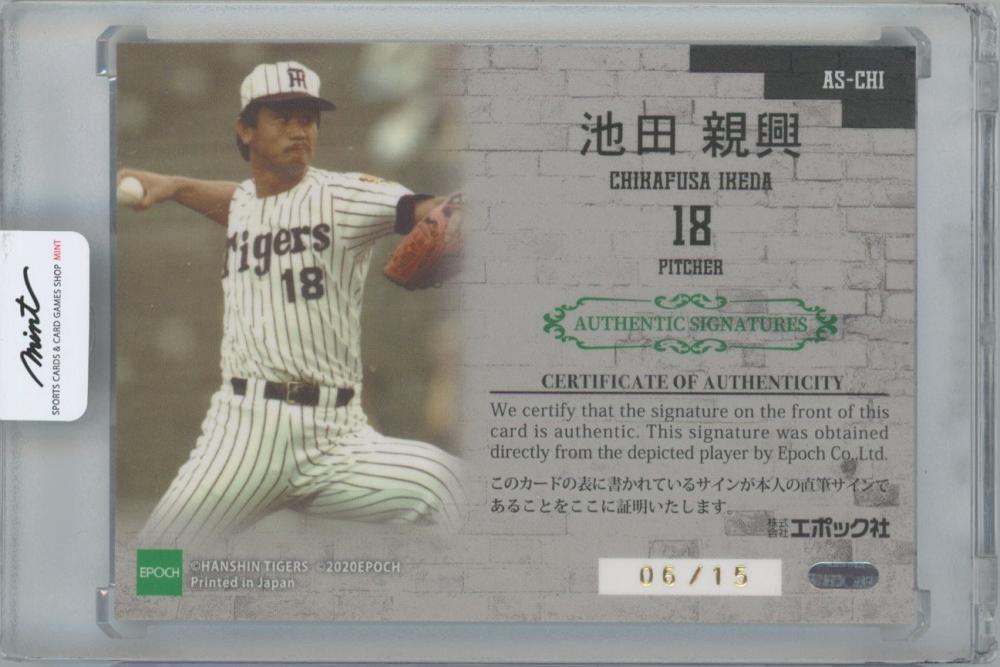 AS-CHI
池田 親興
CHIKAFUSA IKEDA
18
PITCHER
AUTHENTIC SIGNATURES
CERTIFICATE OF AUTHENTICITY
We certify that the signature on the front of this
card is authentic. This signature was obtained
directly from the depicted player by Epoch Co.,Ltd.
このカードの表に書かれているサインが本人の直筆サインで
あることをここに証明いたします。
株式会社エポック社
06/15
Tigers
18
mint
SPORTS CARDS & CARD GAMES SHOP MINT
EPOCH
©HANSHIN TIGERS ©2020EPOCH
Printed in Japan